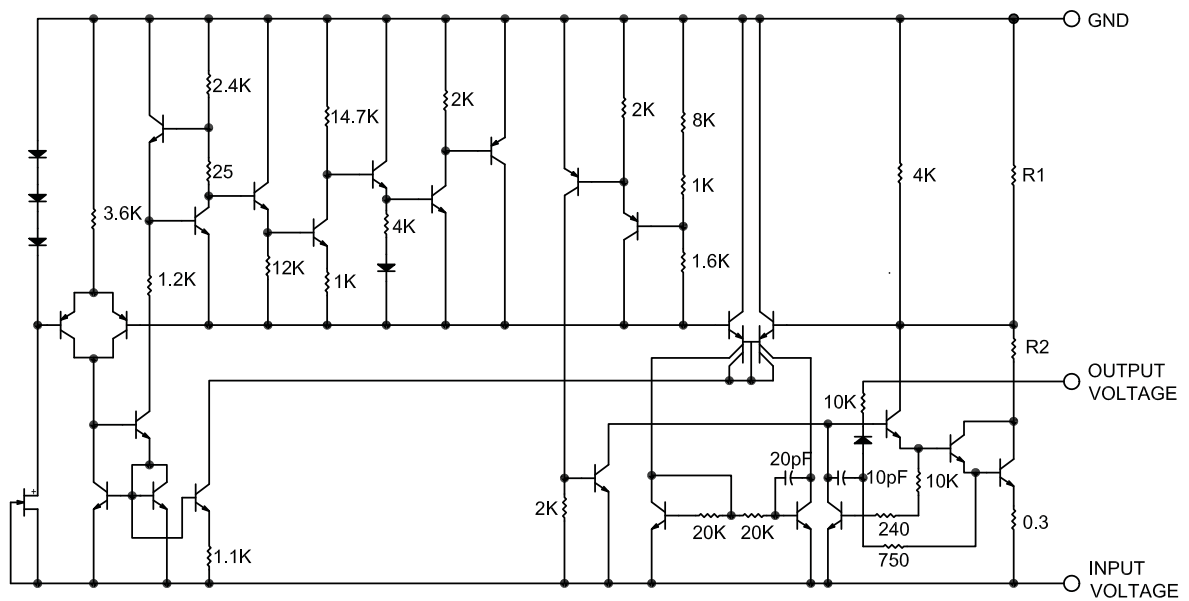 GND
2.4K
14.7K
2K
2K
8K
25
1K
4K
R1
3.6K
4K
1.2K
12K
1K
1.6K
R2
OUTPUT
VOLTAGE
10K
20pF
10pF
10K
2K
20K
20K
240
0.3
1.1K
750
INPUT
VOLTAGE